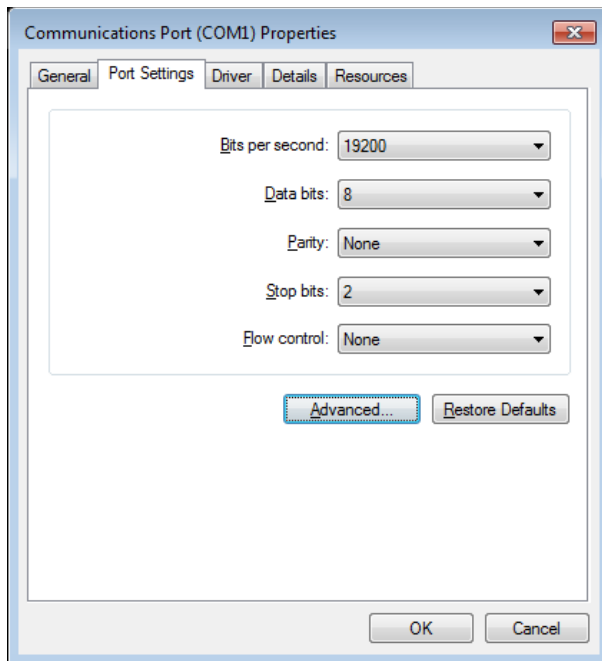 Communications Port (COM1) Properties
General Port Settings Driver Details Resources
Bits per second: 19200
Data bits: 8
Parity: None
Stop bits: 2
Flow control: None
Advanced... Restore Defaults
OK Cancel